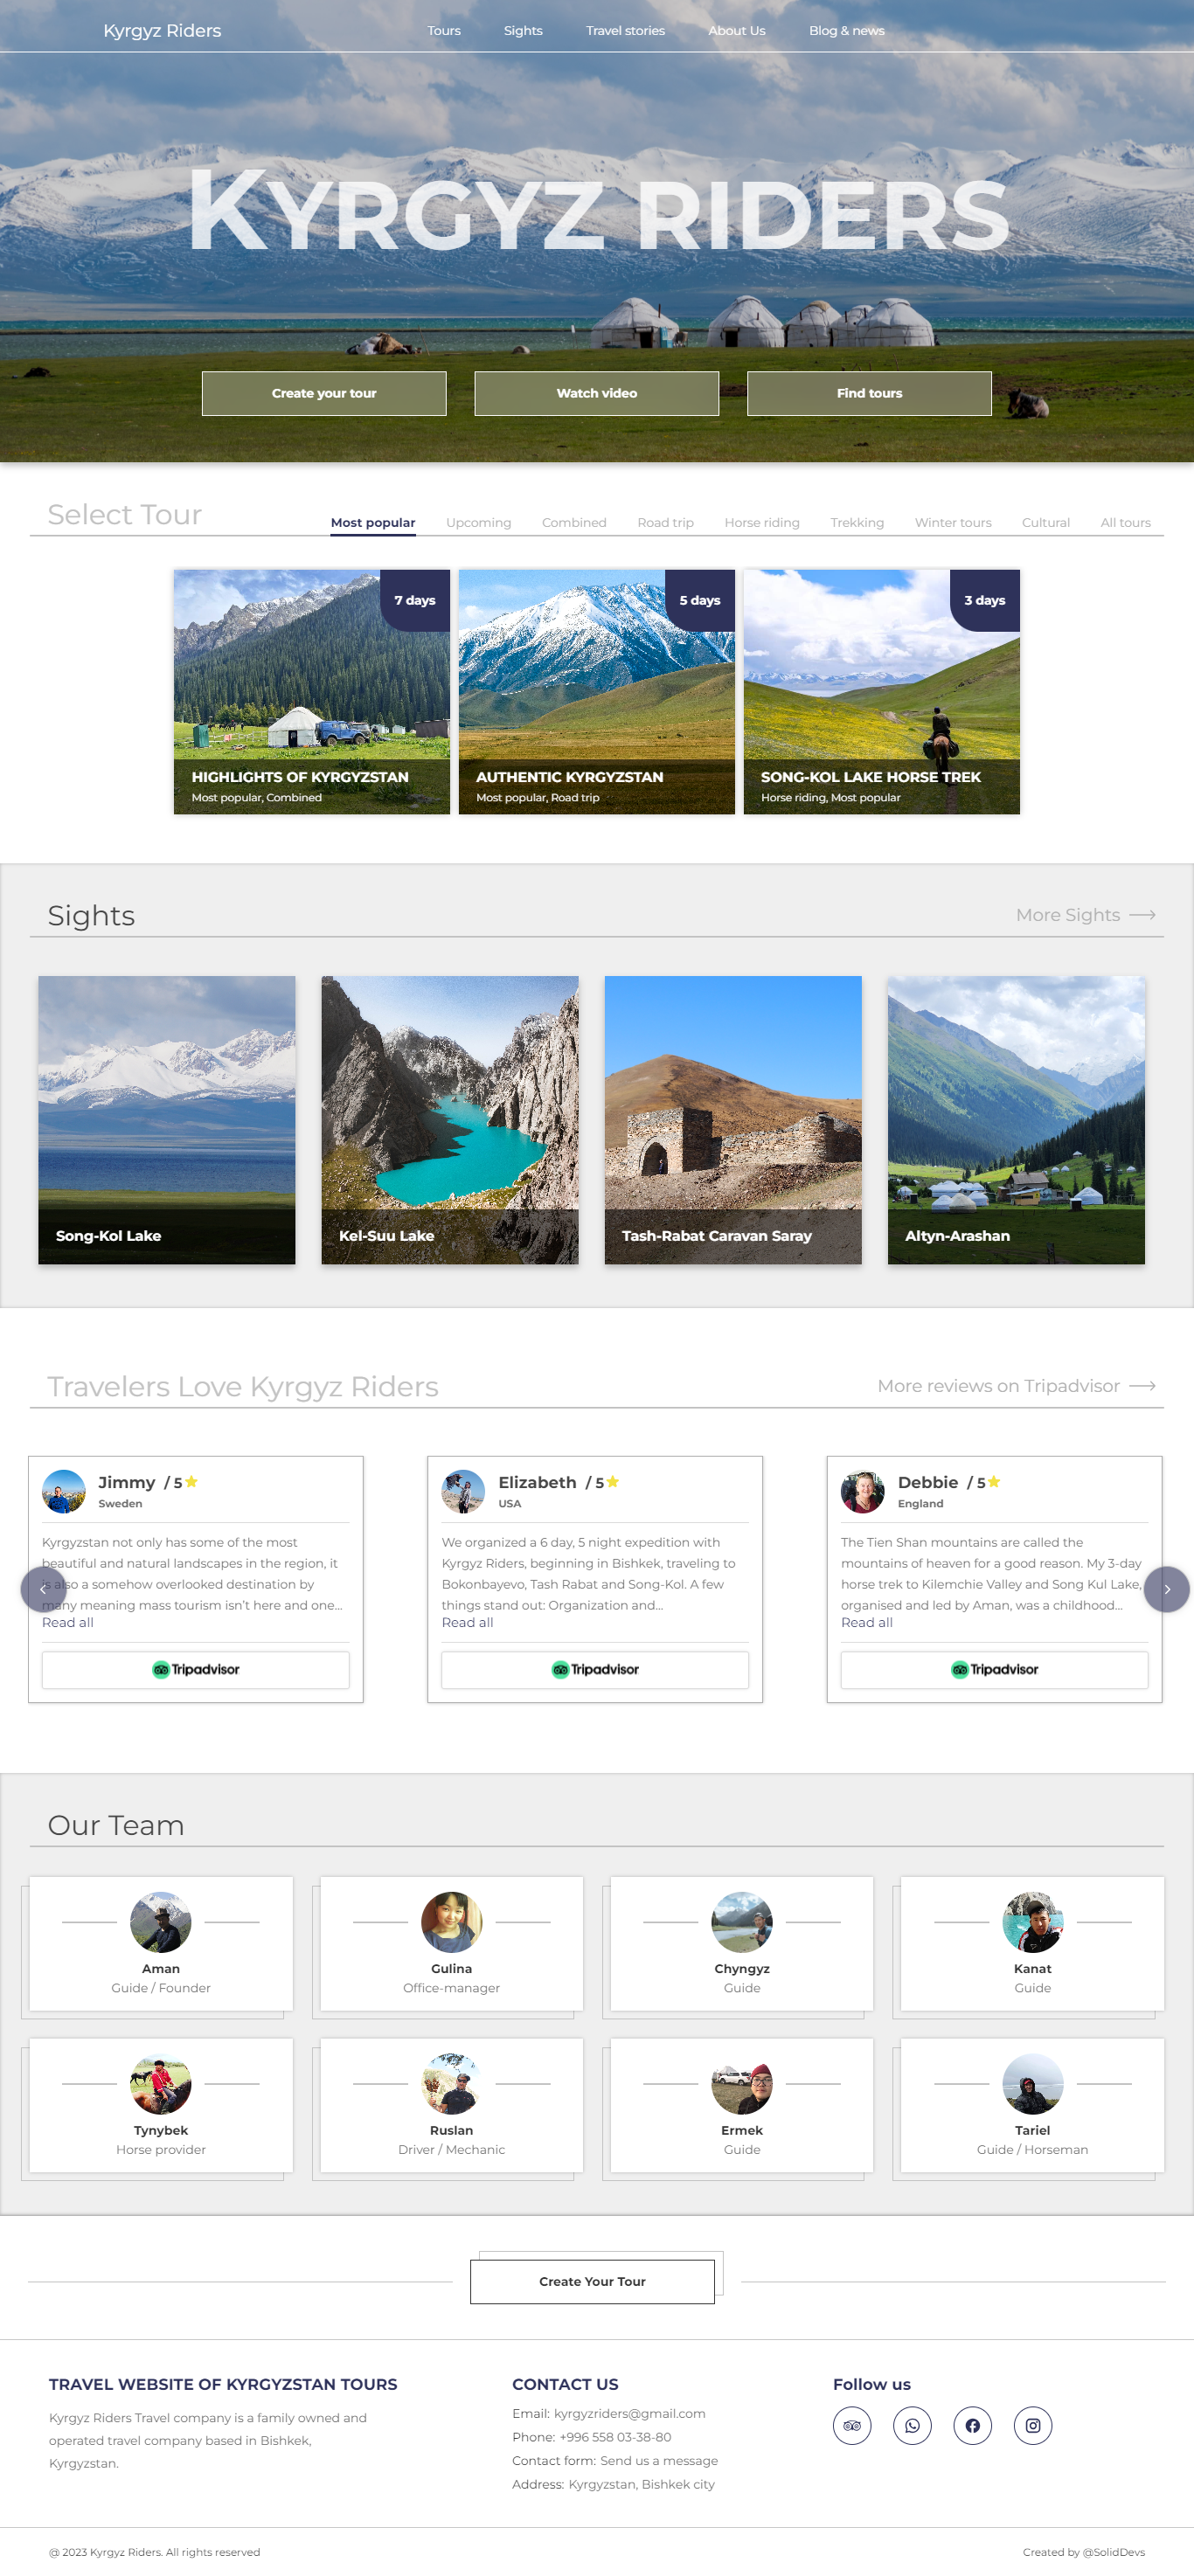 Kyrgyz Riders
Tours
Sights
Travel stories
About Us
Blog & news
KYRGYZ RIDERS
Create your tour
Watch video
Find tours
Select Tour
Most popular
Upcoming
Combined
Road trip
Horse riding
Trekking
Winter tours
Cultural
All tours
7 days
HIGHLIGHTS OF KYRGYZSTAN
Most popular, Combined
5 days
AUTHENTIC KYRGYZSTAN
Most popular, Road trip
3 days
SONG-KOL LAKE HORSE TREK
Horse riding, Most popular
Sights
More Sights
Song-Kol Lake
Kel-Suu Lake
Tash-Rabat Caravan Saray
Altyn-Arashan
Travelers Love Kyrgyz Riders
More reviews on Tripadvisor
Jimmy / 5
Sweden
Kyrgyzstan not only has some of the most
beautiful and natural landscapes in the region, it
is also a somehow overlooked destination by
many meaning mass tourism isn't here and one...
Read all
Tripadvisor
Elizabeth / 5
USA
We organized a 6 day, 5 night expedition with
Kyrgyz Riders, beginning in Bishkek, traveling to
Bokonbayevo, Tash Rabat and Song-Kol. A few
things stand out: Organization and...
Read all
Tripadvisor
Debbie / 5
England
The Tien Shan mountains are called the
mountains of heaven for a good reason. My 3-day
horse trek to Kilemchie Valley and Song Kul Lake,
organised and led by Aman, was a childhood...
Read all
Tripadvisor
Our Team
Aman
Guide / Founder
Gulina
Office-manager
Chyngyz
Guide
Kanat
Guide
Tynybek
Horse provider
Ruslan
Driver / Mechanic
Ermek
Guide
Tariel
Guide / Horseman
Create Your Tour
TRAVEL WEBSITE OF KYRGYZSTAN TOURS
Kyrgyz Riders Travel company is a family owned and
operated travel company based in Bishkek,
Kyrgyzstan.
CONTACT US
Email: kyrgyzriders@gmail.com
Phone: +996 558 03-38-80
Contact form: Send us a message
Address: Kyrgyzstan, Bishkek city
Follow us
@ 2023 Kyrgyz Riders. All rights reserved
Created by @SolidDevs